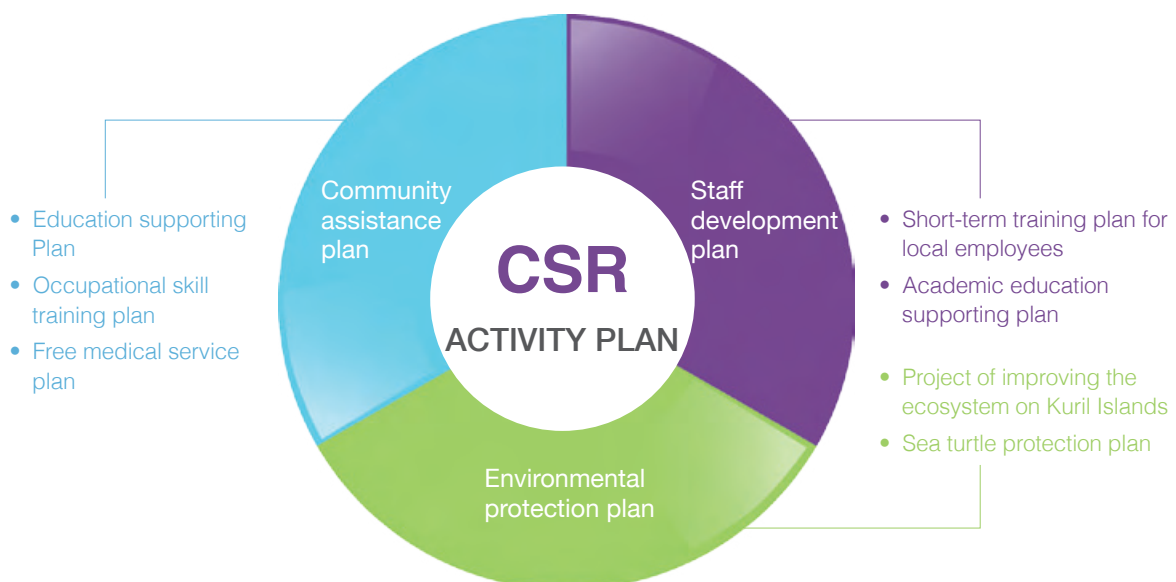 Community
assistance
plan
Staff
development
plan
CSR
ACTIVITY PLAN
Environmental
protection plan
• Education supporting
Plan
• Occupational skill
training plan
• Free medical service
plan
• Short-term training plan for
local employees
• Academic education
supporting plan
• Project of improving the
ecosystem on Kuril Islands
• Sea turtle protection plan